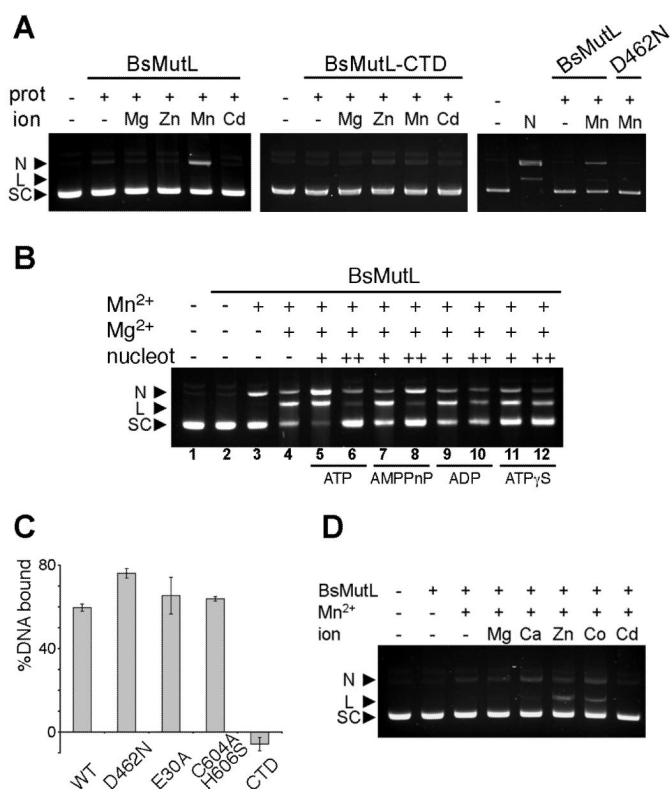 A
BsMutL
prot - + + + + +
ion - - Mg Zn Mn Cd
N
L
SC
BsMutL-CTD
- + + + + +
- - Mg Zn Mn Cd
BsMutL D462N
- + + +
- N - Mn Mn
B
BsMutL
Mn2+ - - + + + + + + + + + +
Mg2+ - - - + + + + + + + + +
nucleot - - - - + ++ + ++ + ++ + ++
N
L
SC
1 2 3 4 5 6 7 8 9 10 11 12
ATP AMPPnP ADP ATPγS
C
%DNA bound
80
40
0
WT D462N E30A C604A H606S CTD
D
BsMutL - + + + + + + +
Mn2+ - - + + + + + +
ion - - - Mg Ca Zn Co Cd
N
L
SC